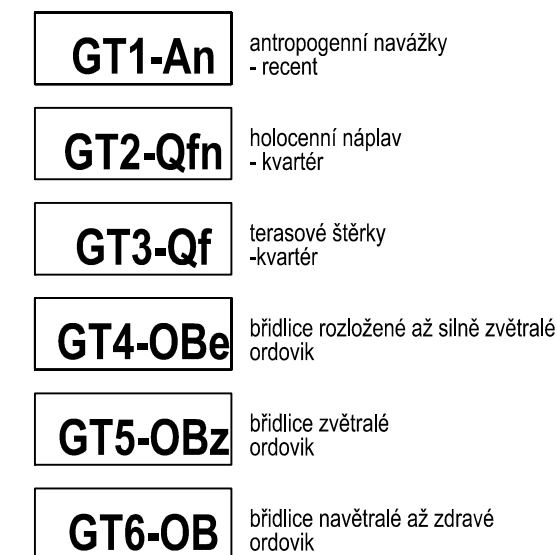 GT1-An
antropogenní navážky
- recent
GT2-Qfn
holocenní náplav
- kvartér
GT3-Qf
terasové štěrky
-kvartér
GT4-OBe
břidlice rozložené až silně zvětralé
ordovik
GT5-OBz
břidlice zvětralé
ordovik
GT6-OB
břidlice navětralé až zdravé
ordovik